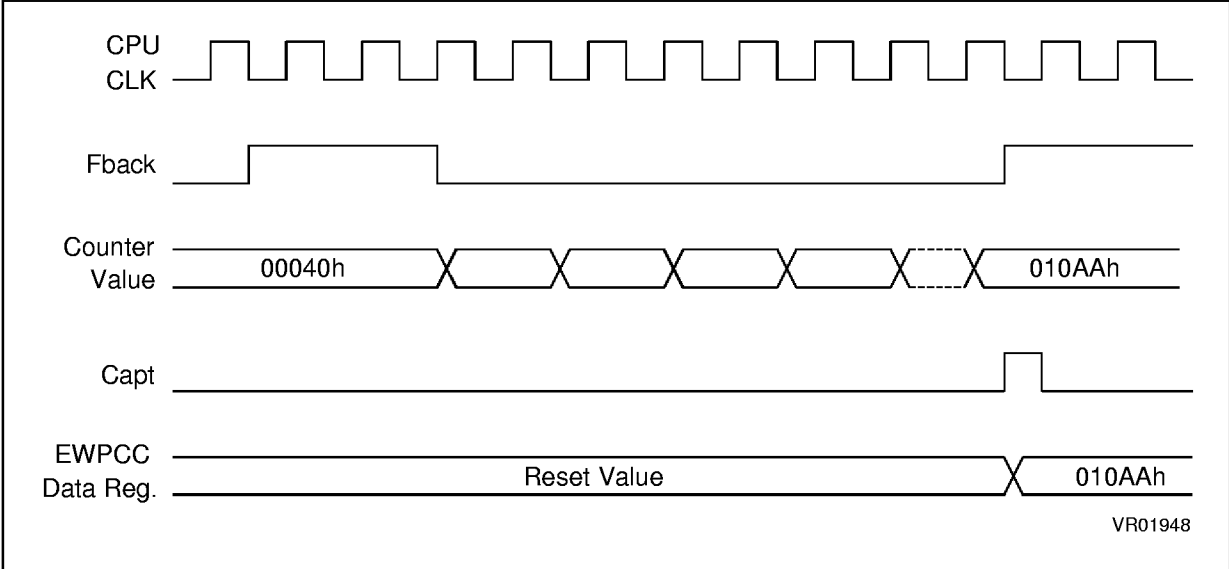 CPU
CLK
Fback
Counter
Value
00040h
010AAh
Capt
EWPCC
Data Reg.
Reset Value
010AAh
VR01948